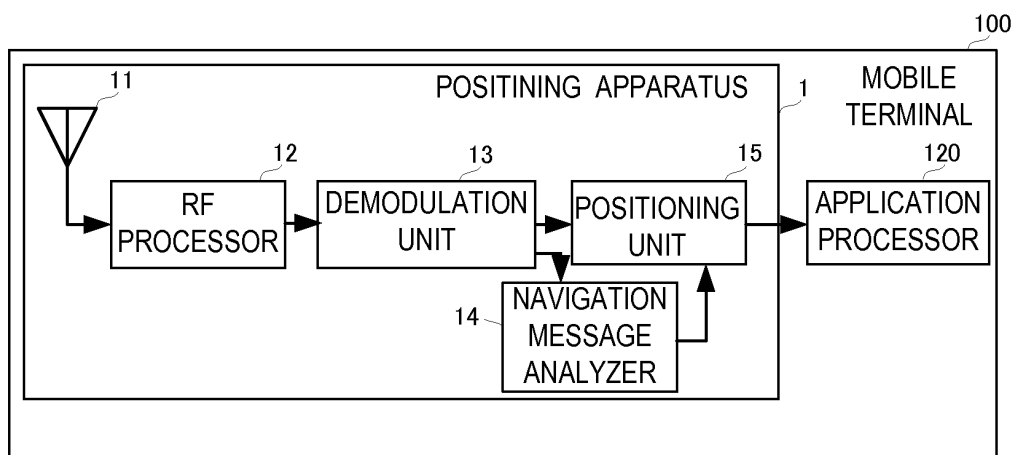 100
11
POSITINING APPARATUS
1
MOBILE
TERMINAL
12
13
15
120
RF
PROCESSOR
DEMODULATION
UNIT
POSITIONING
UNIT
APPLICATION
PROCESSOR
14
NAVIGATION
MESSAGE
ANALYZER